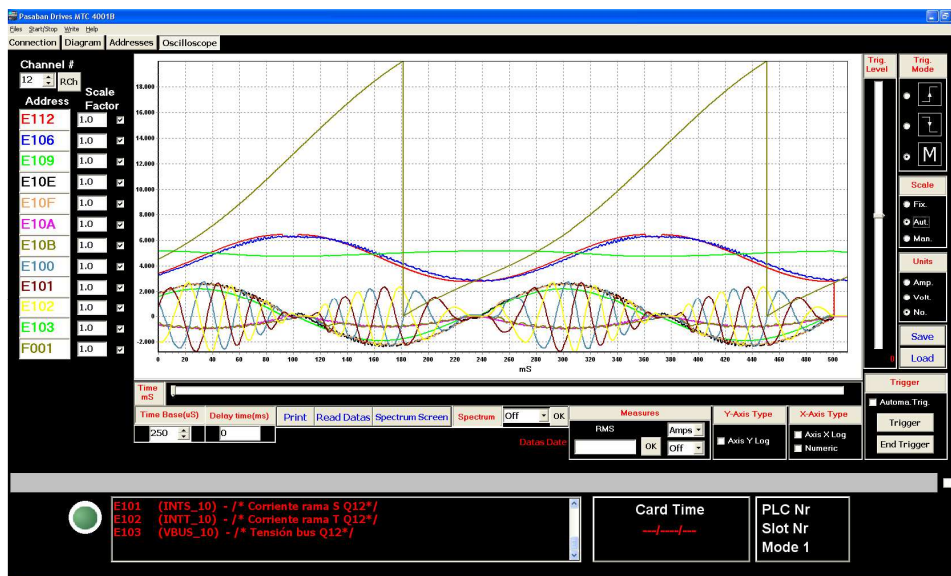 Pasaban Drives MTC 4001B
Files Start/Stop Write Help
Connection Diagram Addresses Oscilloscope
Channel #
12 RCh
Address Scale Factor
E112 1.0
E106 1.0
E109 1.0
E10E 1.0
E10F 1.0
E10A 1.0
E10B 1.0
E100 1.0
E101 1.0
E102 1.0
E103 1.0
F001 1.0
18.000
16.000
14.000
12.000
10.000
8.000
6.000
4.000
2.000
0
-2.000
0 20 40 60 80 100 120 140 160 180 200 220 240 260 280 300 320 340 360 380 400 420 440 460 480 500
mS
Trig. Level
0
Trig. Mode
M
Scale
Fix.
Aut.
Man.
Units
Amp.
Volt.
No.
Save
Load
Time mS
Time Base(uS)
250
Delay time(ms)
0
Print Read Datas Spectrum Screen Spectrum Off OK
Datas Date
Measures
RMS
Amps
OK Off
Y-Axis Type
Axis Y Log
X-Axis Type
Axis X Log
Numeric
Trigger
Automa.Trig.
Trigger
End Trigger
E101 (INTS_10) - /* Corriente rama S Q12*/
E102 (INTT_10) - /* Corriente rama T Q12*/
E103 (VBUS_10) - /* Tensión bus Q12*/
Card Time
---/---/---
PLC Nr
Slot Nr
Mode 1